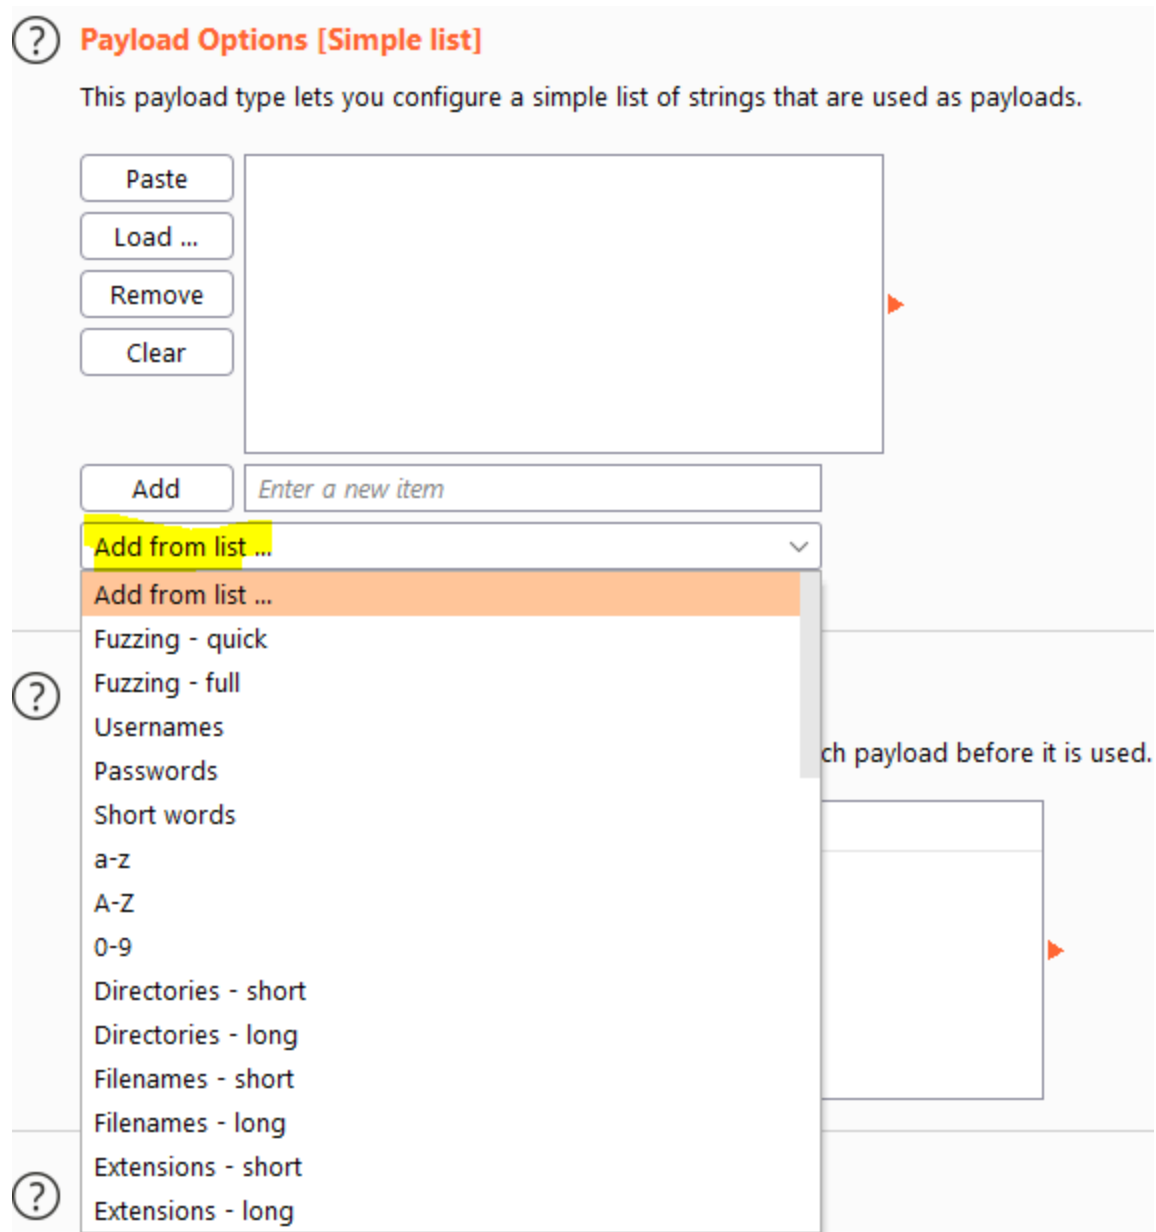 ?
Payload Options [Simple list]
This payload type lets you configure a simple list of strings that are used as payloads.
Paste
Load ...
Remove
Clear
Add
Enter a new item
Add from list ...
Add from list ...
Fuzzing - quick
Fuzzing - full
?
Usernames
ch payload before it is used.
Passwords
Short words
a-z
A-Z
0-9
Directories - short
Directories - long
Filenames - short
Filenames - long
Extensions - short
?
Extensions - long